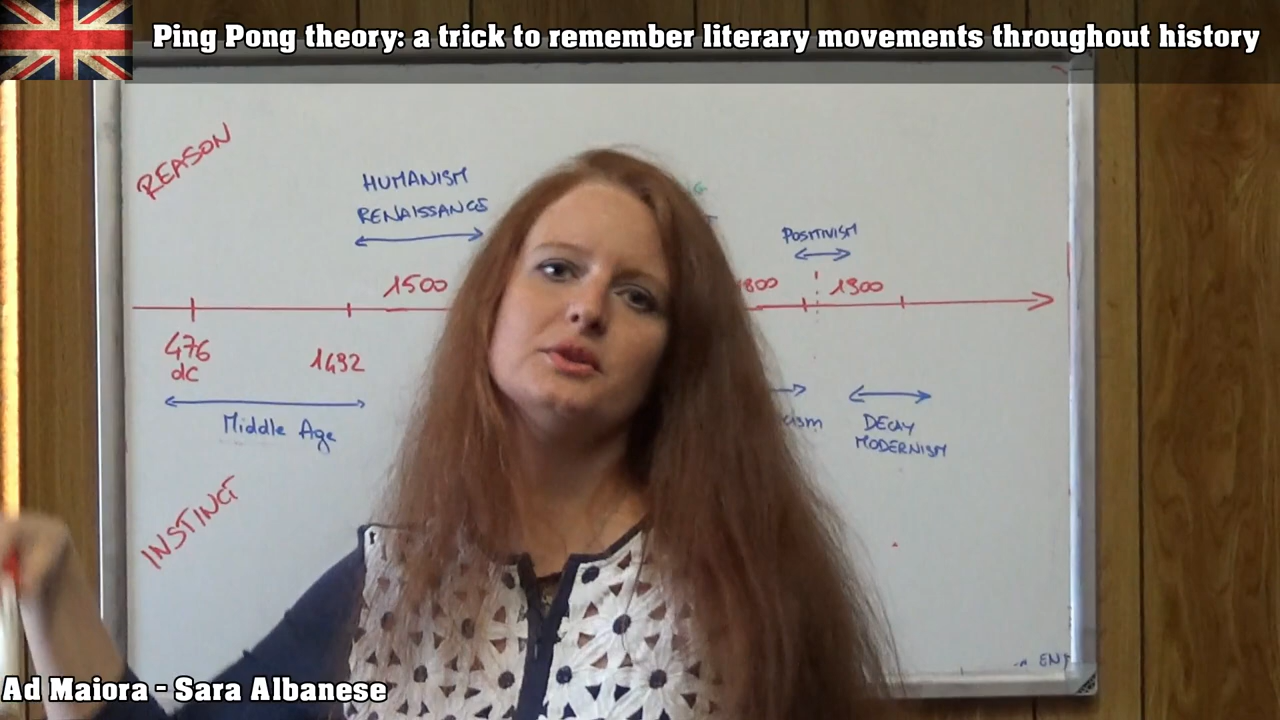 Ping Pong theory: a trick to remember literary movements throughout history
REASON
HUMANISM
RENAISSANCE
POSITIVISM
1500
1900
476
dC
1492
Middle Age
DECAY
MODERNISM
INSTINCT
Ad Maiora - Sara Albanese